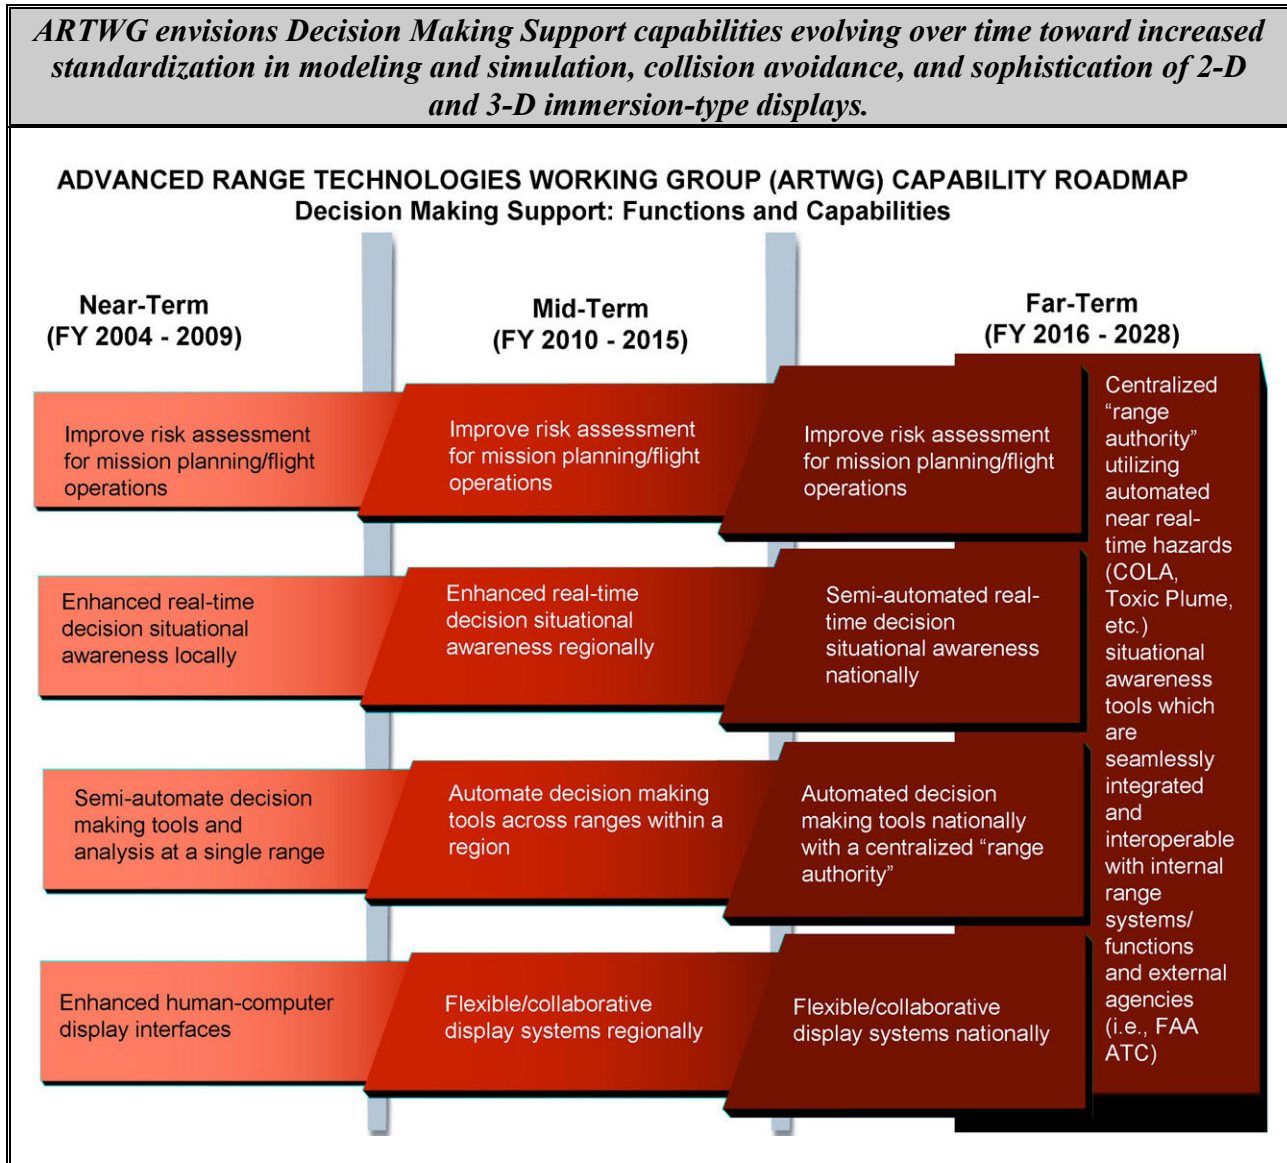 ARTWG envisions Decision Making Support capabilities evolving over time toward increased
standardization in modeling and simulation, collision avoidance, and sophistication of 2-D
and 3-D immersion-type displays.
ADVANCED RANGE TECHNOLOGIES WORKING GROUP (ARTWG) CAPABILITY ROADMAP
Decision Making Support: Functions and Capabilities
Near-Term
(FY 2004 - 2009)
Mid-Term
(FY 2010 - 2015)
Far-Term
(FY 2016 - 2028)
Improve risk assessment
for mission planning/flight
operations
Improve risk assessment
for mission planning/flight
operations
Improve risk assessment
for mission planning/flight
operations
Enhanced real-time
decision situational
awareness locally
Enhanced real-time
decision situational
awareness regionally
Semi-automated real-
time decision
situational awareness
nationally
Semi-automate decision
making tools and
analysis at a single range
Automate decision making
tools across ranges within a
region
Automated decision
making tools nationally
with a centralized “range
authority”
Enhanced human-computer
display interfaces
Flexible/collaborative
display systems regionally
Flexible/collaborative
display systems nationally
Centralized
“range
authority”
utilizing
automated
near real-
time hazards
(COLA,
Toxic Plume,
etc.)
situational
awareness
tools which
are
seamlessly
integrated
and
interoperable
with internal
range
systems/
functions
and external
agencies
(i.e., FAA
ATC)